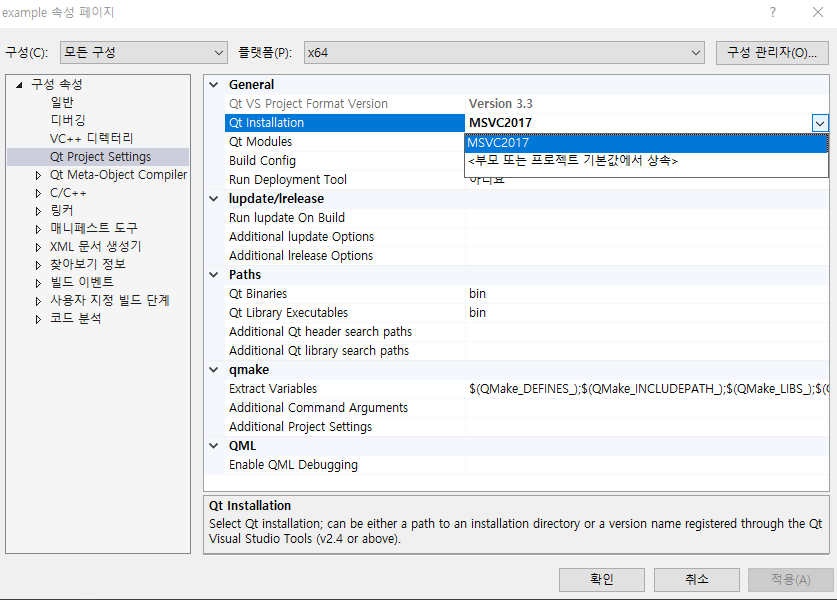 example 속성 페이지
?
구성(C):
모든 구성
플랫폼(P):
x64
구성 관리자(O)...
구성 속성
일반
디버깅
VC++ 디렉터리
Qt Project Settings
Qt Meta-Object Compiler
C/C++
링커
매니페스트 도구
XML 문서 생성기
찾아보기 정보
빌드 이벤트
사용자 지정 빌드 단계
코드 분석
General
Qt VS Project Format Version Version 3.3
Qt Installation MSVC2017
Qt Modules MSVC2017
Build Config <부모 또는 프로젝트 기본값에서 상속>
Run Deployment Tool 아니요
lupdate/lrelease
Run lupdate On Build
Additional lupdate Options
Additional lrelease Options
Paths
Qt Binaries bin
Qt Library Executables bin
Additional Qt header search paths
Additional Qt library search paths
qmake
Extract Variables $(QMake_DEFINES_);$(QMake_INCLUDEPATH_);$(QMake_LIBS_);$(
Additional Command Arguments
Additional Project Settings
QML
Enable QML Debugging
Qt Installation
Select Qt installation; can be either a path to an installation directory or a version name registered through the Qt
Visual Studio Tools (v2.4 or above).
확인
취소
적용(A)